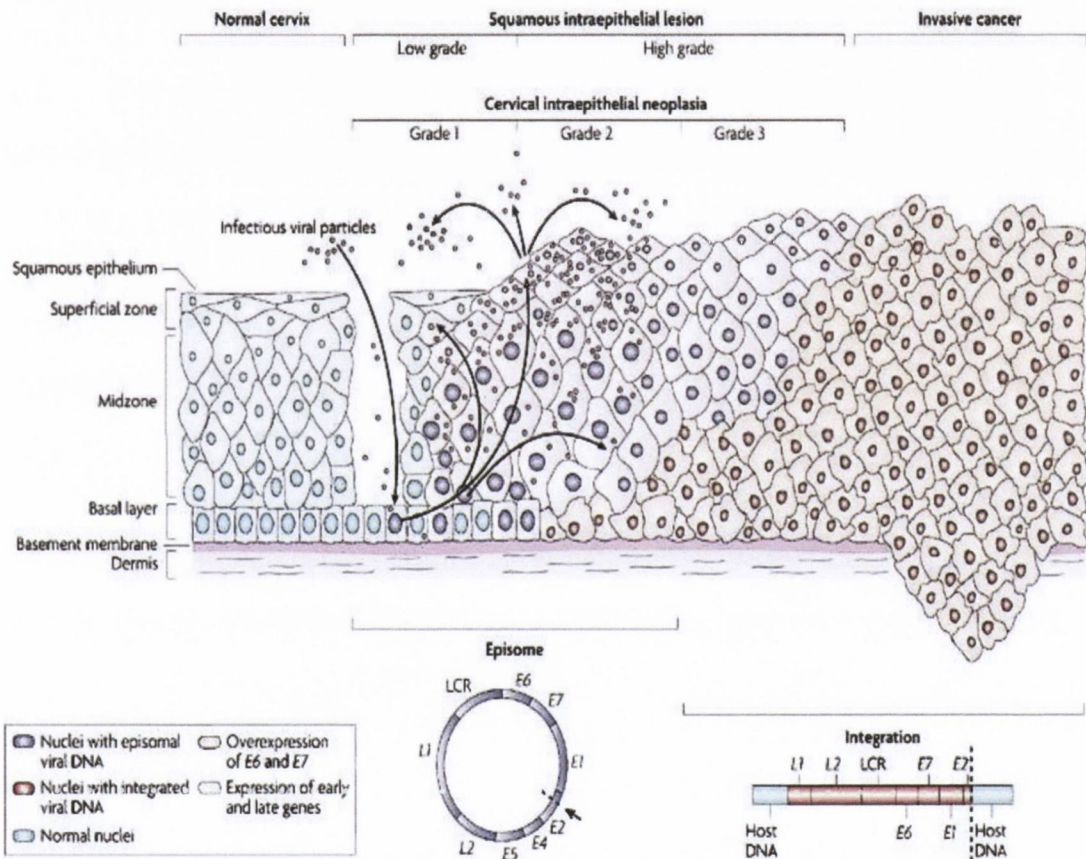 Normal cervix
Squamous intraepithelial lesion
Invasive cancer
Low grade
High grade
Cervical intraepithelial neoplasia
Grade 1
Grade 2
Grade 3
Infectious viral particles
Squamous epithelium
Superficial zone
Midzone
Basal layer
Basement membrane
Dermis
Episome
LCR
E6
E7
L1
E1
E2
E4
E5
L2
Integration
L1
L2
LCR
E7
E2
E6
E1
Host
DNA
Host
DNA
Nuclei with episomal
viral DNA
Nuclei with integrated
viral DNA
Normal nuclei
Overexpression
of E6 and E7
Expression of early
and late genes